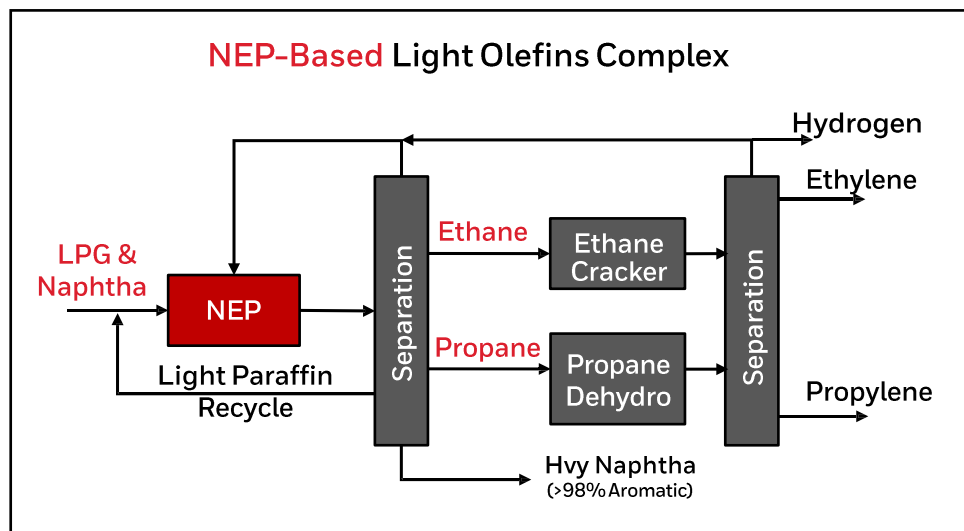 NEP-Based Light Olefins Complex
Hydrogen
Ethylene
Ethane
Ethane
Cracker
LPG &
Naphtha
NEP
Separation
Separation
Propane
Propane
Dehydro
Light Paraffin
Recycle
Propylene
Hvy Naphtha
(>98% Aromatic)